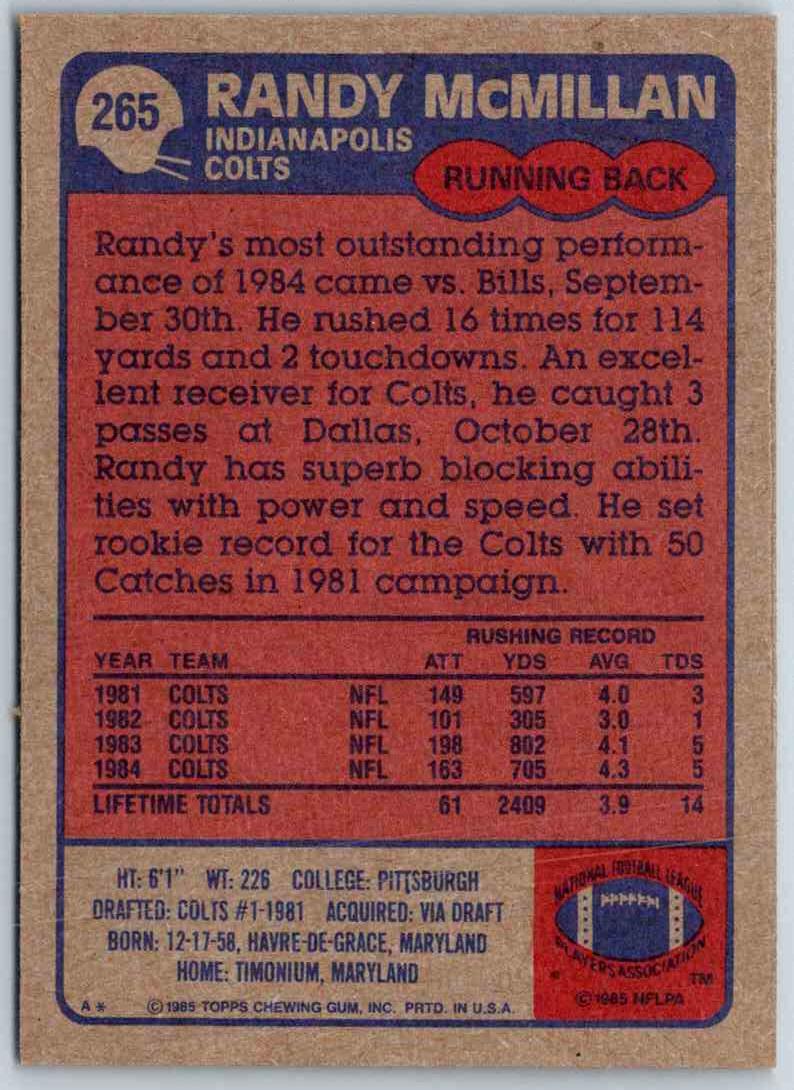 265
RANDY McMILLAN
INDIANAPOLIS
COLTS
RUNNING BACK
Randy's most outstanding perform-
ance of 1984 came vs. Bills, Septem-
ber 30th. He rushed 16 times for 114
yards and 2 touchdowns. An excel-
lent receiver for Colts, he caught 3
passes at Dallas, October 28th.
Randy has superb blocking abili-
ties with power and speed. He set
rookie record for the Colts with 50
Catches in 1981 campaign.
RUSHING RECORD
YEAR TEAM ATT YDS AVG TDS
1981 COLTS NFL 149 597 4.0 3
1982 COLTS NFL 101 305 3.0 1
1983 COLTS NFL 198 802 4.1 5
1984 COLTS NFL 163 705 4.3 5
LIFETIME TOTALS 61 2409 3.9 14
HT: 6'1" WT: 226 COLLEGE: PITTSBURGH
DRAFTED: COLTS #1-1981 ACQUIRED: VIA DRAFT
BORN: 12-17-58, HAVRE-DE-GRACE, MARYLAND
HOME: TIMONIUM, MARYLAND
A* ©1985 TOPPS CHEWING GUM, INC. PRTD. IN U.S.A.
NATIONAL FOOTBALL LEAGUE
PLAYERS ASSOCIATION
TM
©1985 NFLPA